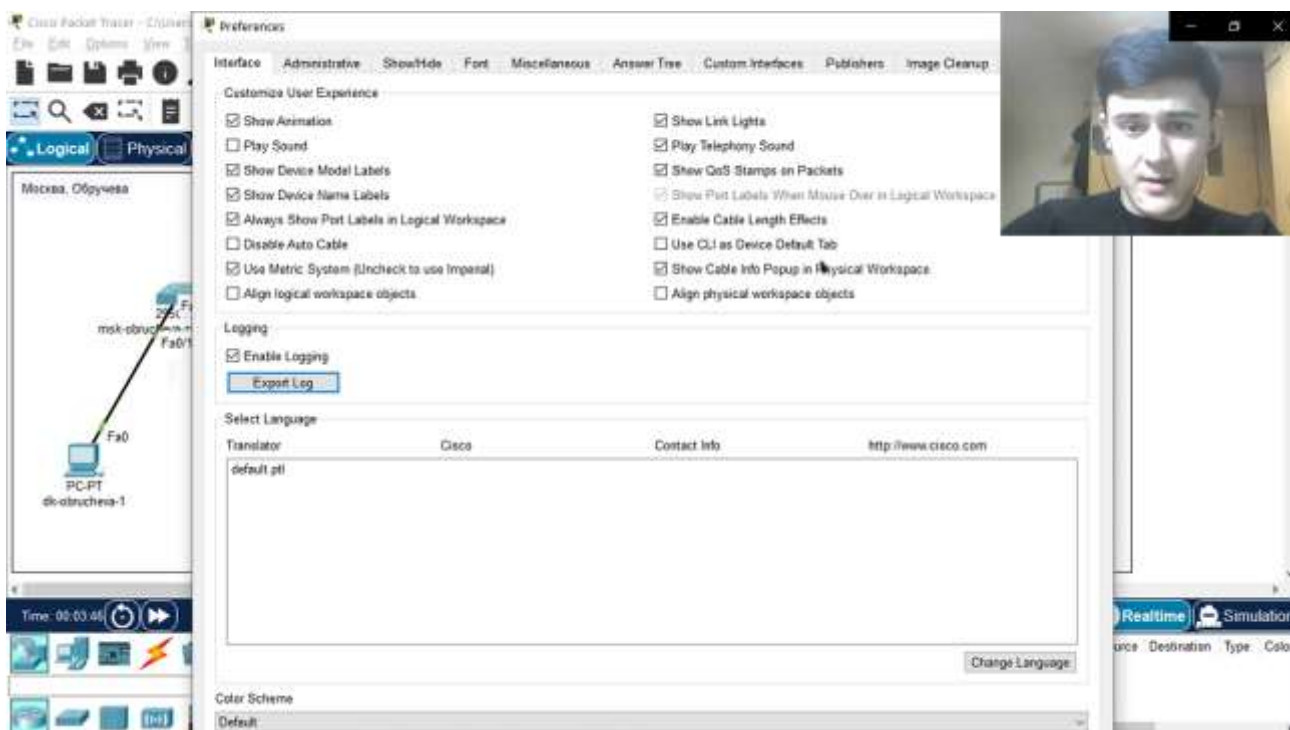 Cisco Packet Tracer - C:\Users
File Edit Options View
Preferences
Interface Administrative Show/Hide Font Miscellaneous Answer Tree Custom Interfaces Publishers Image Cleanup
Customize User Experience
Show Animation
Show Link Lights
Play Sound
Play Telephony Sound
Show Device Model Labels
Show QoS Stamps on Packets
Show Device Name Labels
Show Port Labels When Mouse Over in Logical Workspace
Always Show Port Labels in Logical Workspace
Enable Cable Length Effects
Disable Auto Cable
Use CLI as Device Default Tab
Use Metric System (Uncheck to use Imperial)
Show Cable Info Popup in Physical Workspace
Align logical workspace objects
Align physical workspace objects
Logical Physical
Москва, Обручева
Fa0/1
Fa0
PC-PT
dk-obrucheva-1
Logging
Enable Logging
Export Log
Select Language
Translator Cisco Contact Info http://www.cisco.com
default.ptl
Change Language
Color Scheme
Default
Time: 00:03:46
Realtime Simulation
Destination Type